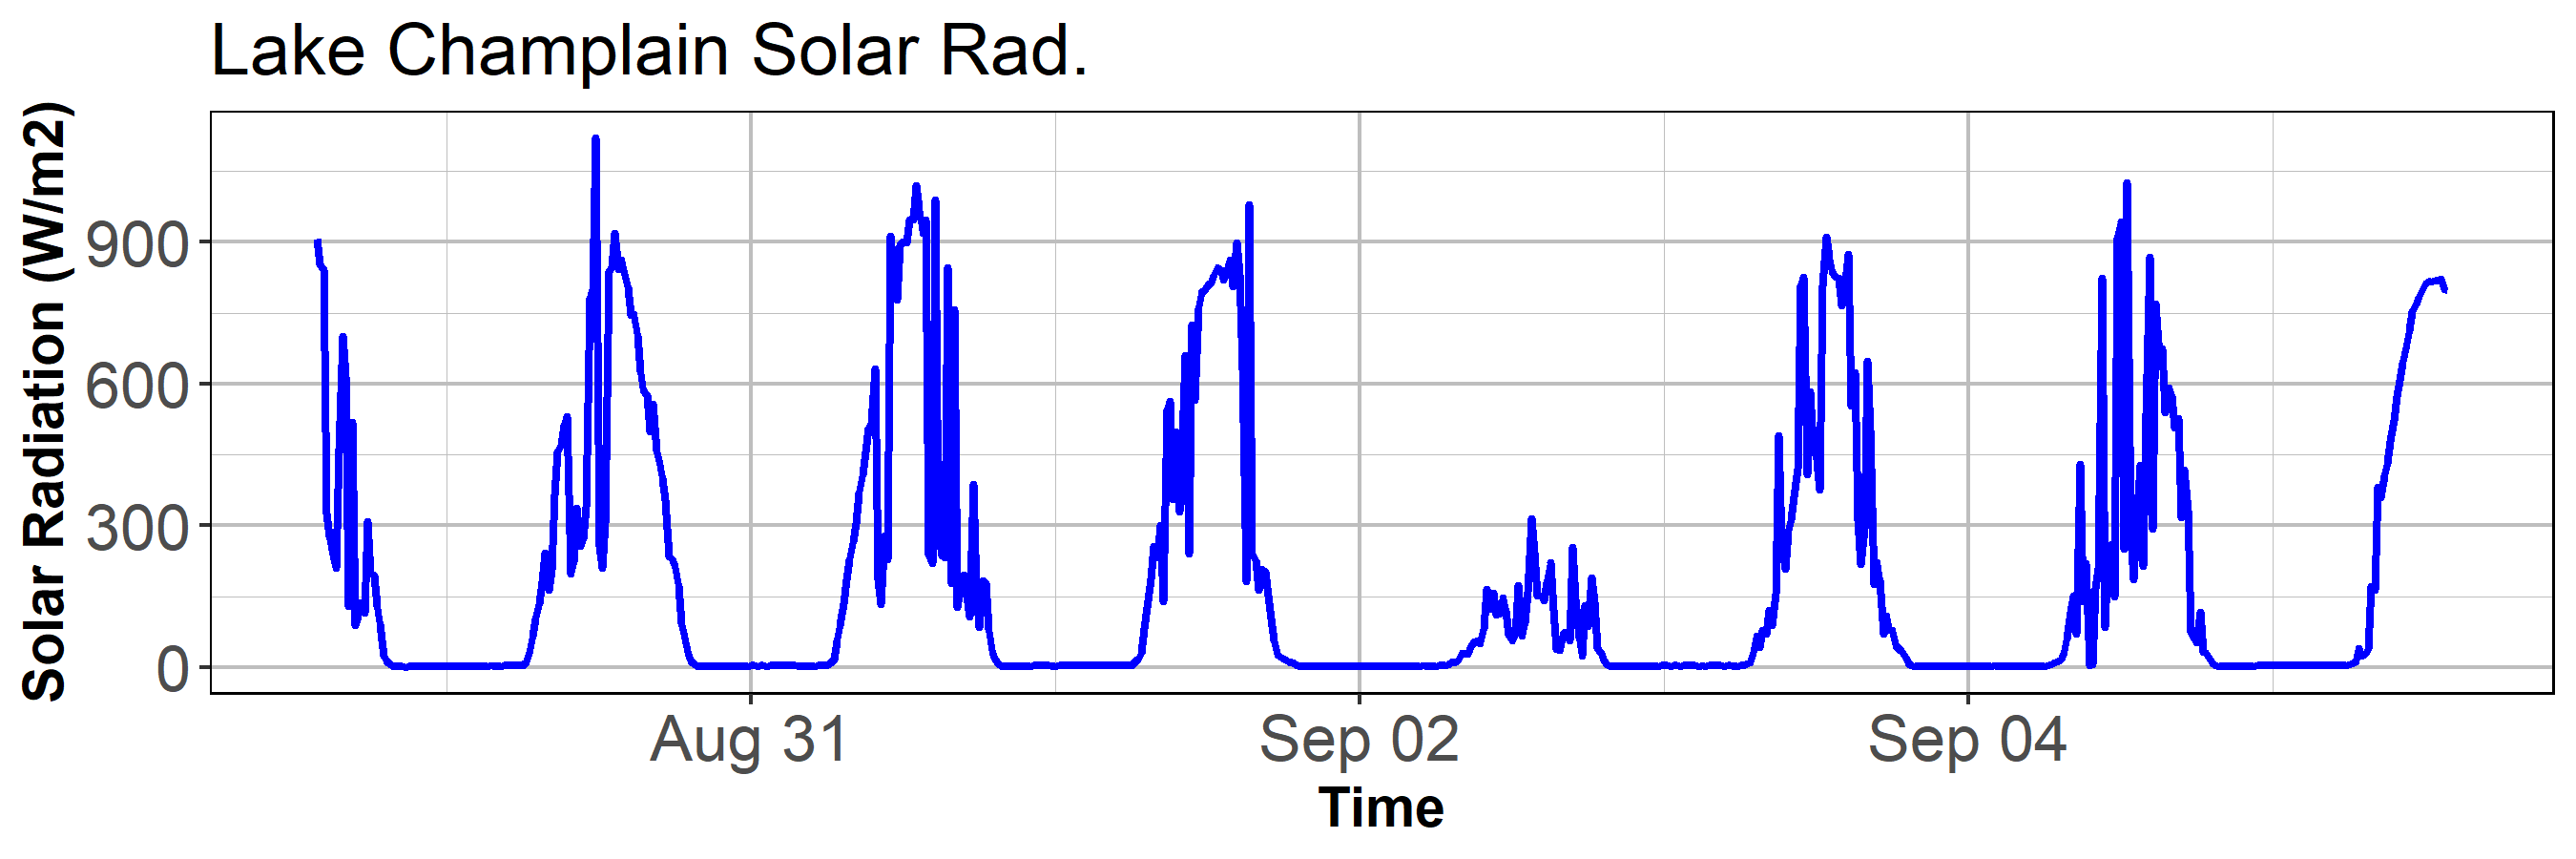 Lake Champlain Solar Rad.
Solar Radiation (W/m2)
900
600
300
0
Aug 31 Sep 02 Sep 04
Time